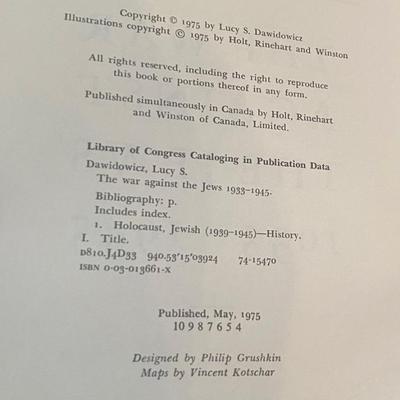 Copyright © 1975 by Lucy S. Dawidowicz
Illustrations copyright © 1975 by Holt, Rinehart and Winston
All rights reserved, including the right to reproduce
this book or portions thereof in any form.
Published simultaneously in Canada by Holt, Rinehart
and Winston of Canada, Limited.
Library of Congress Cataloging in Publication Data
Dawidowicz, Lucy S.
The war against the Jews 1933-1945.
Bibliography: p.
Includes index.
1. Holocaust, Jewish (1939-1945)—History.
I. Title.
D810.J4D33 940.53'15'03924 74-15470
ISBN 0-03-013661-X
Published, May, 1975
10 9 8 7 6 5 4
Designed by Philip Grushkin
Maps by Vincent Kotschar